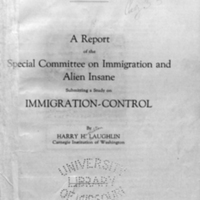 A Report
of the
Special Committee on Immigration and
Alien Insane
Submitting a Study on
IMMIGRATION-CONTROL
By
HARRY H. LAUGHLIN
Carnegie Institution of Washington
UNIVERSITY
LIBRARY